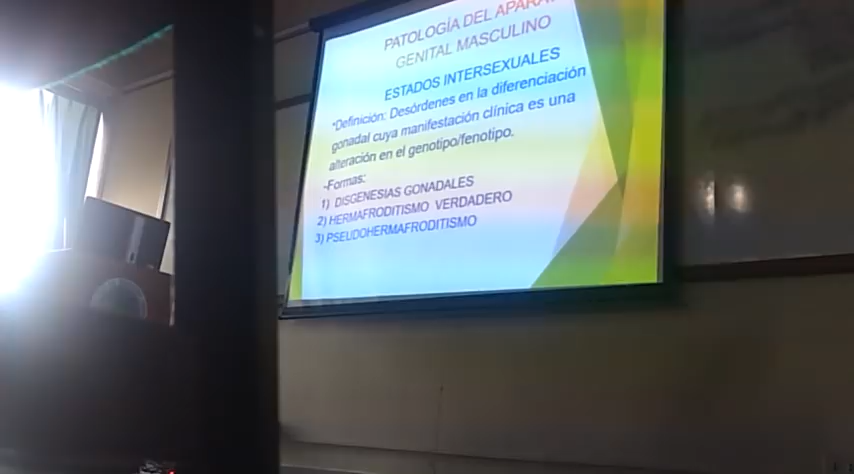 PATOLOGÍA DEL
GENITAL MASCULINO
ESTADOS INTERSEXUALES
*Definición: Desórdenes en la diferenciación
gonadal cuya manifestación clínica es una
alteración en el genotipo/fenotipo.
-Formas:
1) DISGENESIAS GONADALES
2) HERMAFRODITISMO VERDADERO
3) PSEUDOHERMAFRODITISMO